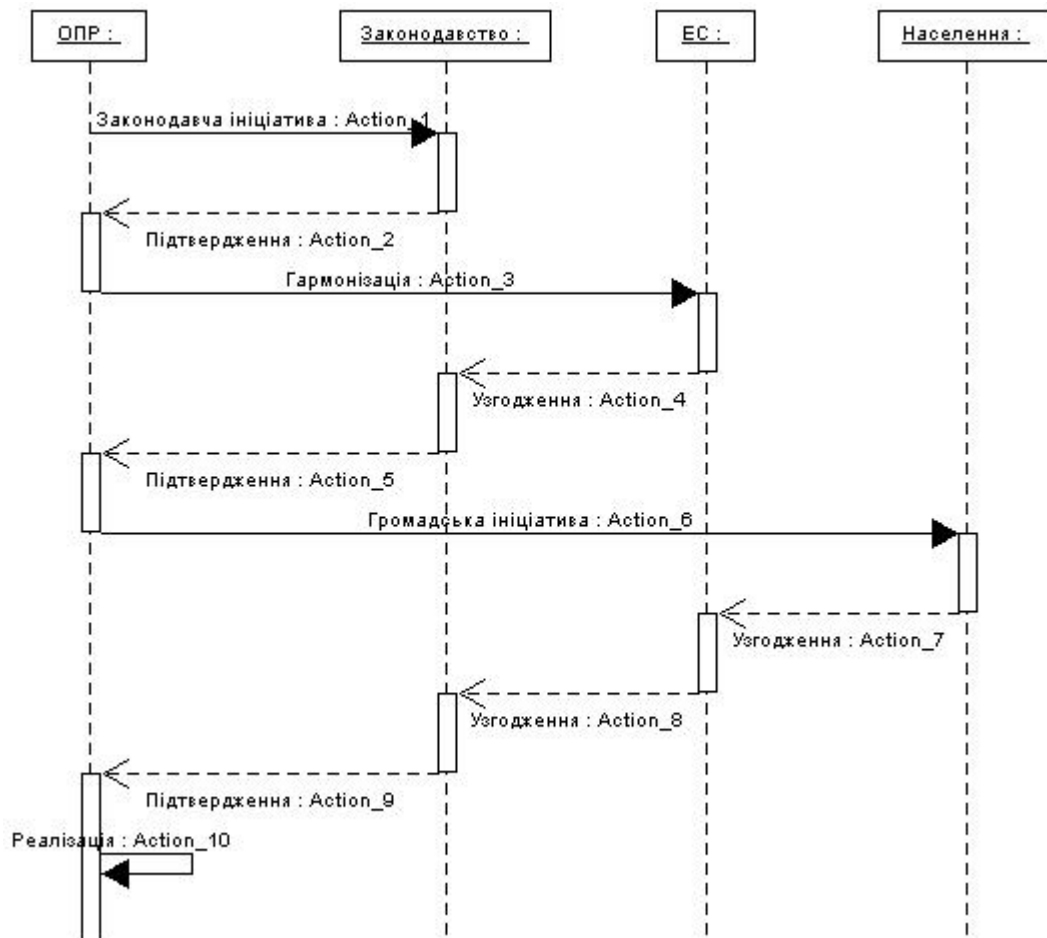 ОПР :
Законодавство :
ЕС :
Населення :
Законодавча ініціатива : Action_1
Підтвердження : Action_2
Гармонізація : Action_3
Узгодження : Action_4
Підтвердження : Action_5
Громадська ініціатива : Action_6
Узгодження : Action_7
Узгодження : Action_8
Підтвердження : Action_9
Реалізація : Action_10